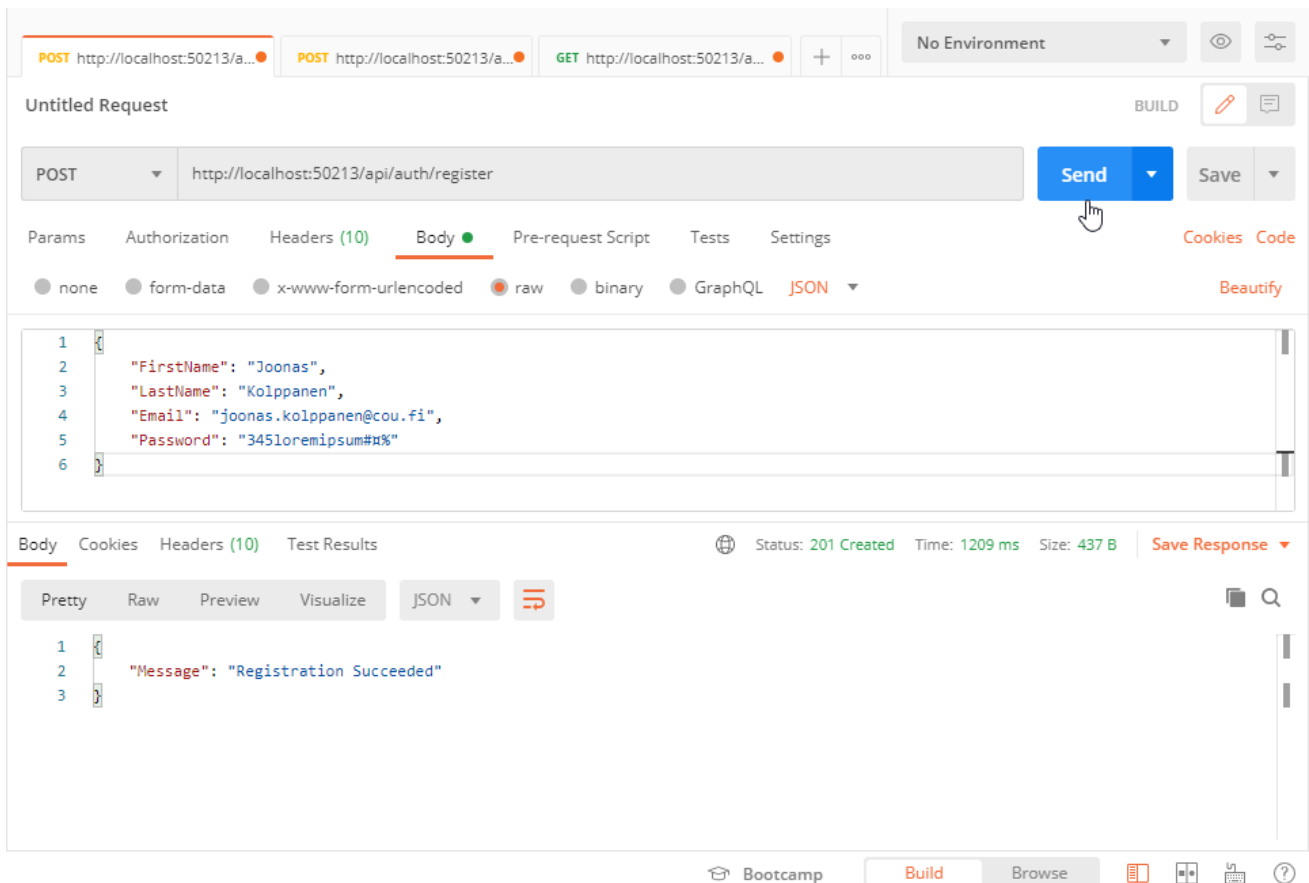 POST http://localhost:50213/a... POST http://localhost:50213/a... GET http://localhost:50213/a... No Environment
Untitled Request BUILD
POST http://localhost:50213/api/auth/register Send Save
Params Authorization Headers (10) Body Pre-request Script Tests Settings Cookies Code
none form-data x-www-form-urlencoded raw binary GraphQL JSON Beautify
1 {
2 "FirstName": "Joonas",
3 "LastName": "Kolppanen",
4 "Email": "joonas.kolppanen@cou.fi",
5 "Password": "345loremipsum#¤%"
6 }
Body Cookies Headers (10) Test Results Status: 201 Created Time: 1209 ms Size: 437 B Save Response
Pretty Raw Preview Visualize JSON
1 {
2 "Message": "Registration Succeeded"
3 }
Bootcamp Build Browse